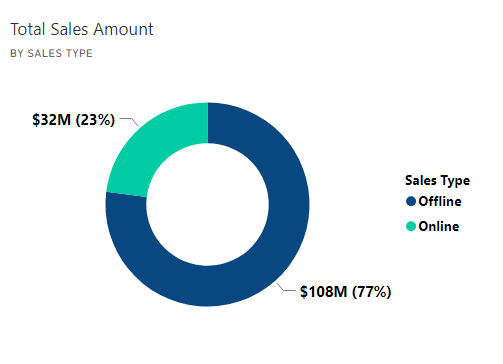 Total Sales Amount
BY SALES TYPE
$32M (23%)
Sales Type
Offline
Online
$108M (77%)